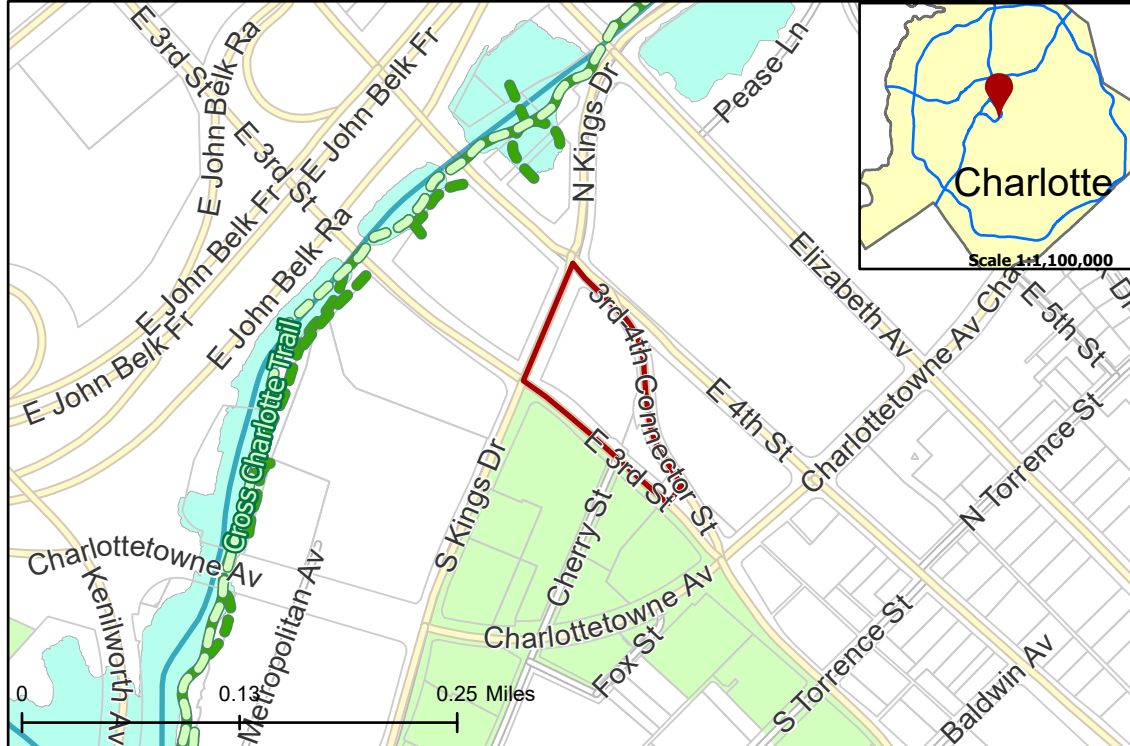 E 3rd St
E John Belk Ra
E John Belk Fr
Pease Ln
Charlotte
Scale 1:1,100,000
E 3rd St
E John Belk Fr
N Kings Dr
E John Belk Ra
E John Belk Fr
Elizabeth Av
Charlottetowne Av Cha
E 5th St
3rd-4th Connector St
E 4th St
Cross Charlotte Trail
S Kings Dr
E 3rd St
N Torrence St
Cherry St
Charlottetowne Av
Kenilworth Av
Metropolitan Av
Charlottetowne Av
Fox St
S Torrence St
Baldwin Av
0
0.13
0.25 Miles